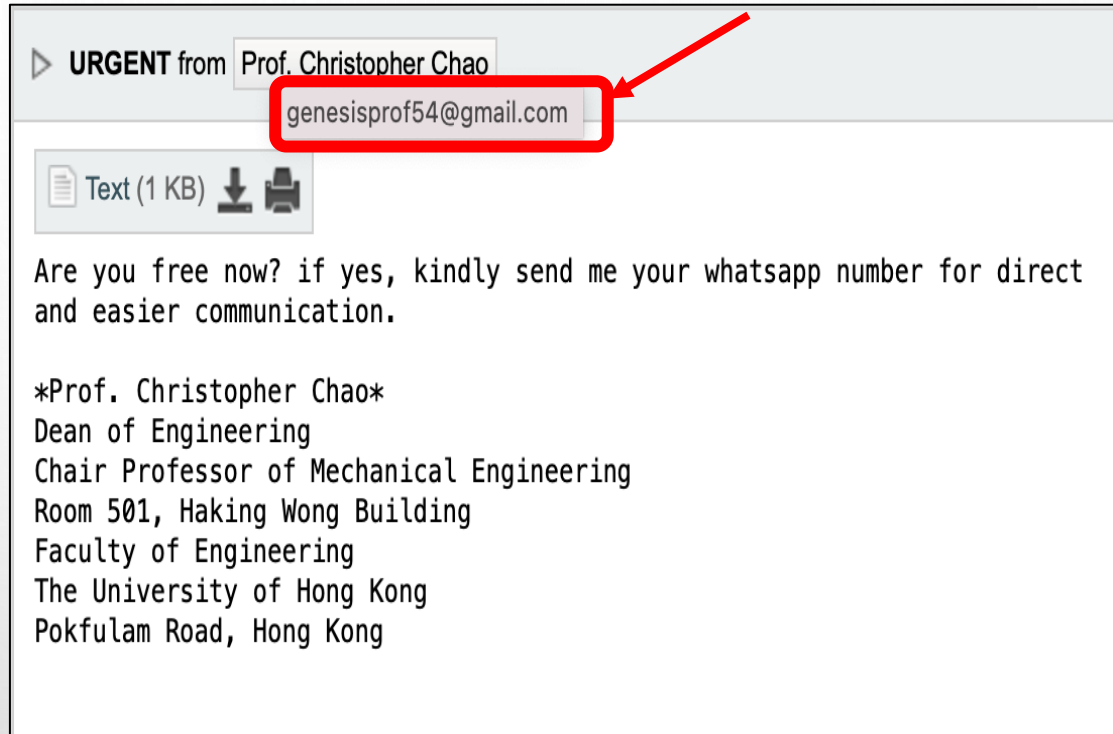 URGENT from Prof. Christopher Chao
genesisprof54@gmail.com
Text (1 KB)
Are you free now? if yes, kindly send me your whatsapp number for direct
and easier communication.
*Prof. Christopher Chao*
Dean of Engineering
Chair Professor of Mechanical Engineering
Room 501, Haking Wong Building
Faculty of Engineering
The University of Hong Kong
Pokfulam Road, Hong Kong